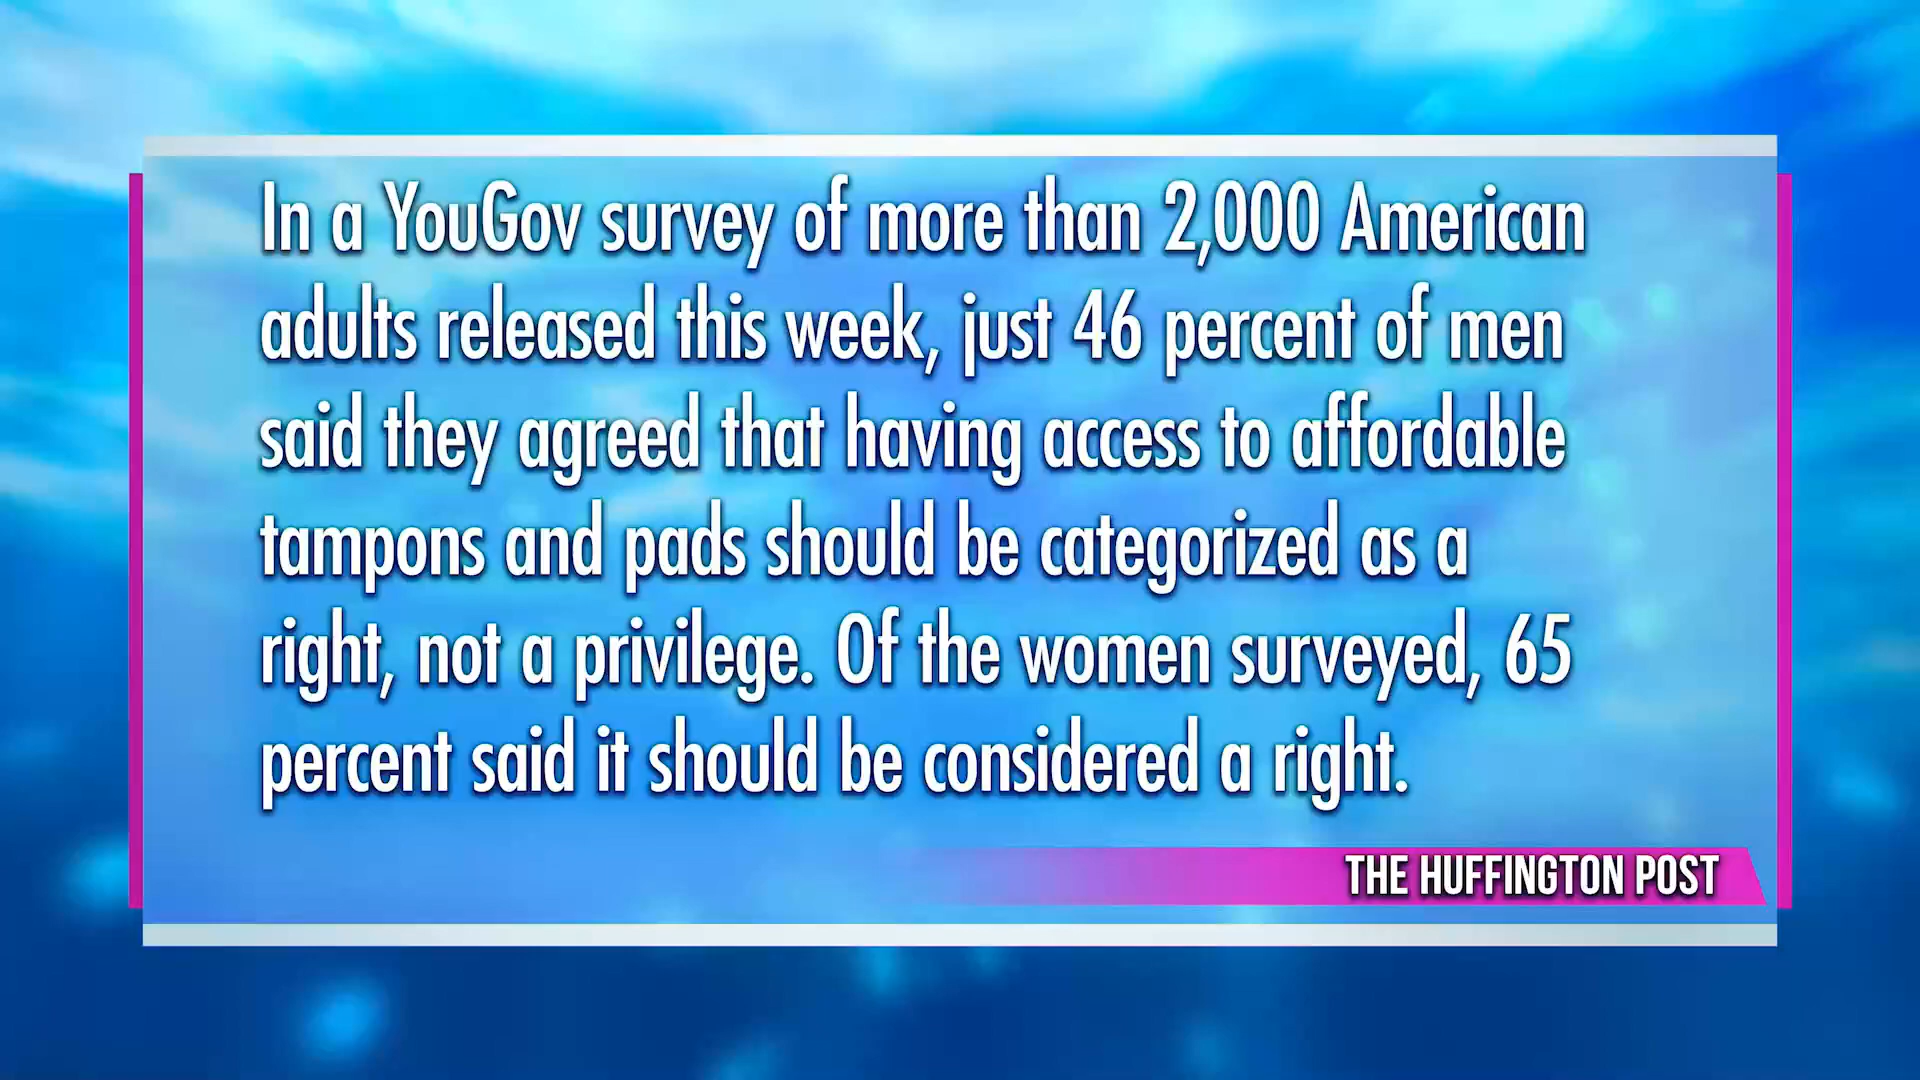 In a YouGov survey of more than 2,000 American
adults released this week, just 46 percent of men
said they agreed that having access to affordable
tampons and pads should be categorized as a
right, not a privilege. Of the women surveyed, 65
percent said it should be considered a right.
THE HUFFINGTON POST